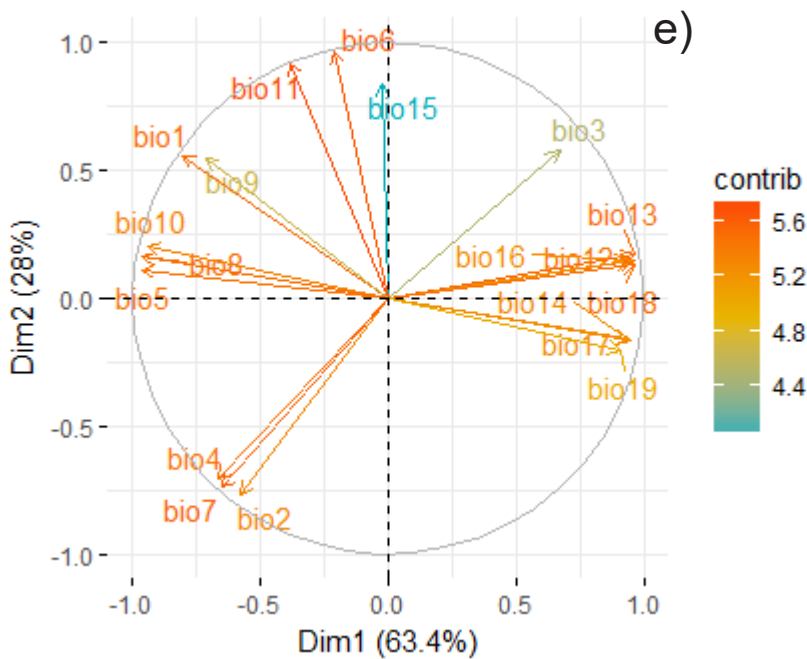 e)
1.0
bio6
bio11
bio15
bio1
bio3
0.5
bio9
contrib
bio10
bio13
5.6
bio8
bio16
bio12
5.2
0.0
bio5
bio14
bio18
4.8
bio17
bio19
4.4
-0.5
bio4
bio7
bio2
-1.0
-1.0
-0.5
0.0
0.5
1.0
Dim1 (63.4%)
Dim2 (28%)